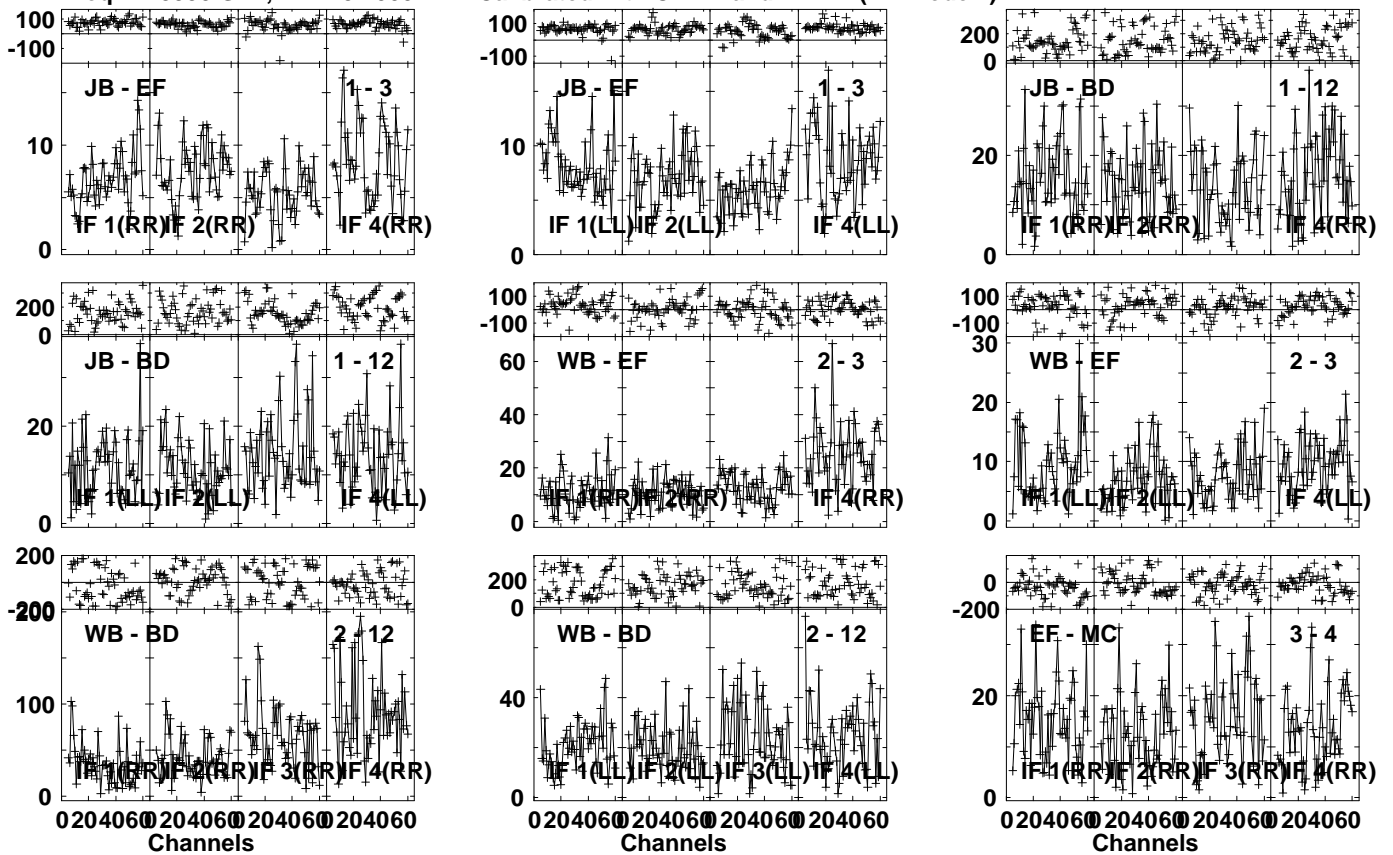 100
-100
JB - EF 1 - 3
10
IF 1(RR) IF 2(RR) IF 4(RR)
0
100
-100
JB - EF 1 - 3
10
IF 1(LL) IF 2(LL) IF 4(LL)
0
200
0
JB - BD 1 - 12
20
IF 1(RR) IF 2(RR) IF 4(RR)
0
200
0
JB - BD 1 - 12
20
IF 1(LL) IF 2(LL) IF 4(LL)
0
100
-100
WB - EF 2 - 3
60
40
20
IF 1(RR) IF 2(RR) IF 4(RR)
0
100
-100
WB - EF 2 - 3
30
20
10
IF 1(LL) IF 2(LL) IF 4(LL)
0
200
-200
200
WB - BD 2 - 12
100
IF 1(RR) IF 2(RR) IF 3(RR) IF 4(RR)
0
0 20 40 60 0 20 40 60 0 20 40 60 0 20 40 60
Channels
200
0
WB - BD 2 - 12
40
IF 1(LL) IF 2(LL) IF 3(LL) IF 4(LL)
0
0 20 40 60 0 20 40 60 0 20 40 60 0 20 40 60
Channels
0
-200
EF - MC 3 - 4
20
IF 1(RR) IF 2(RR) IF 3(RR) IF 4(RR)
0
0 20 40 60 0 20 40 60 0 20 40 60 0 20 40 60
Channels